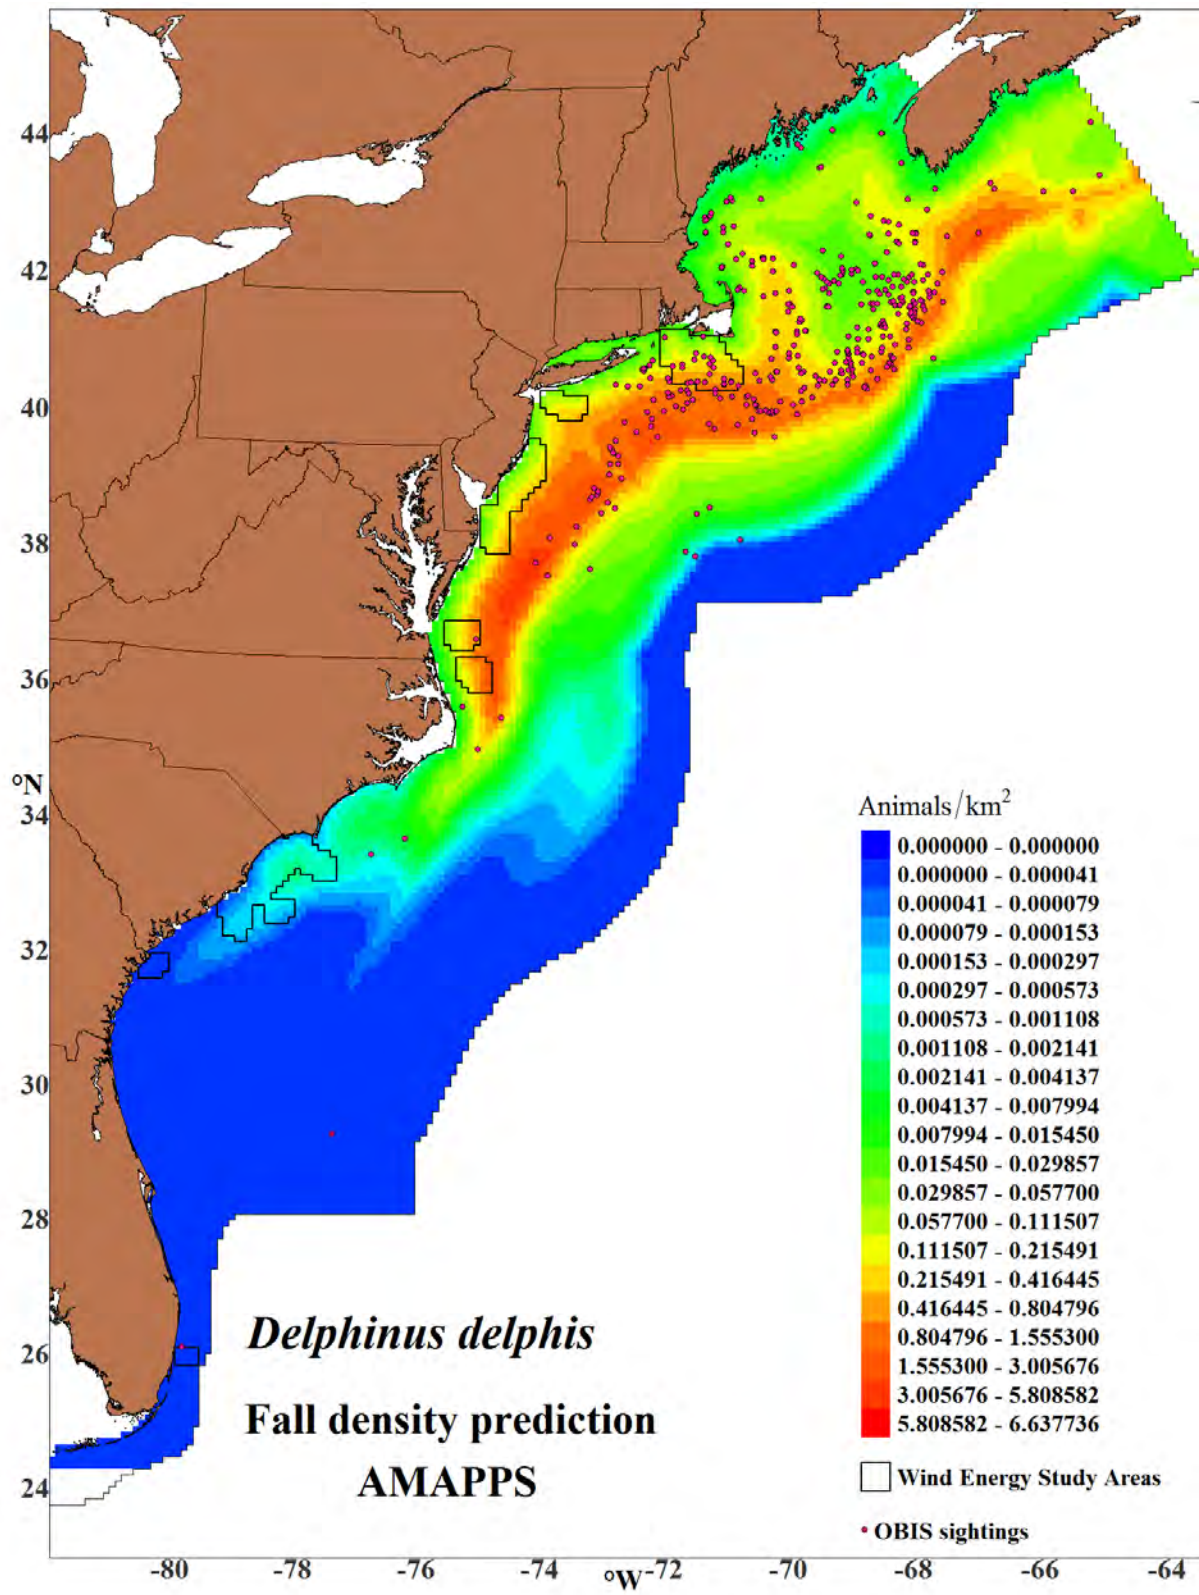 44
42
40
38
36
°N
34
32
30
28
26
24
-80
-78
-76
-74
°W
-72
-70
-68
-66
-64
Delphinus delphis
Fall density prediction
AMAPPS
Animals/km²
0.000000 - 0.000000
0.000000 - 0.000041
0.000041 - 0.000079
0.000079 - 0.000153
0.000153 - 0.000297
0.000297 - 0.000573
0.000573 - 0.001108
0.001108 - 0.002141
0.002141 - 0.004137
0.004137 - 0.007994
0.007994 - 0.015450
0.015450 - 0.029857
0.029857 - 0.057700
0.057700 - 0.111507
0.111507 - 0.215491
0.215491 - 0.416445
0.416445 - 0.804796
0.804796 - 1.555300
1.555300 - 3.005676
3.005676 - 5.808582
5.808582 - 6.637736
Wind Energy Study Areas
OBIS sightings